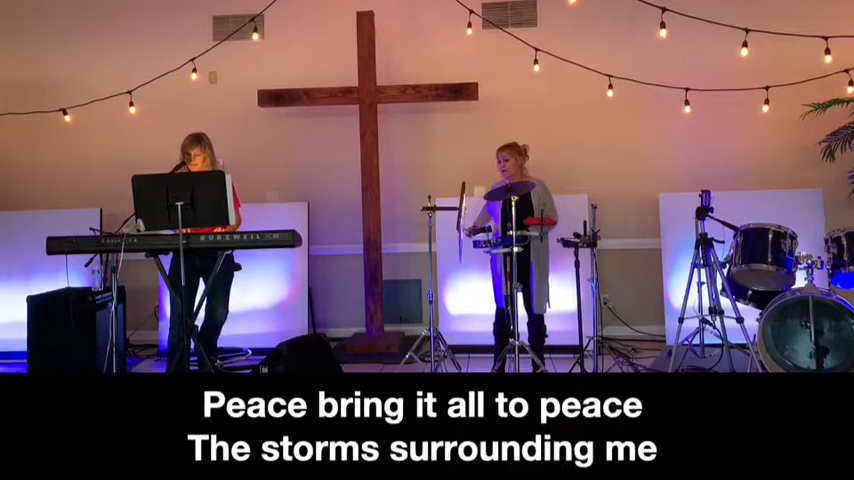 KURZWEIL
Peace bring it all to peace
The storms surrounding me